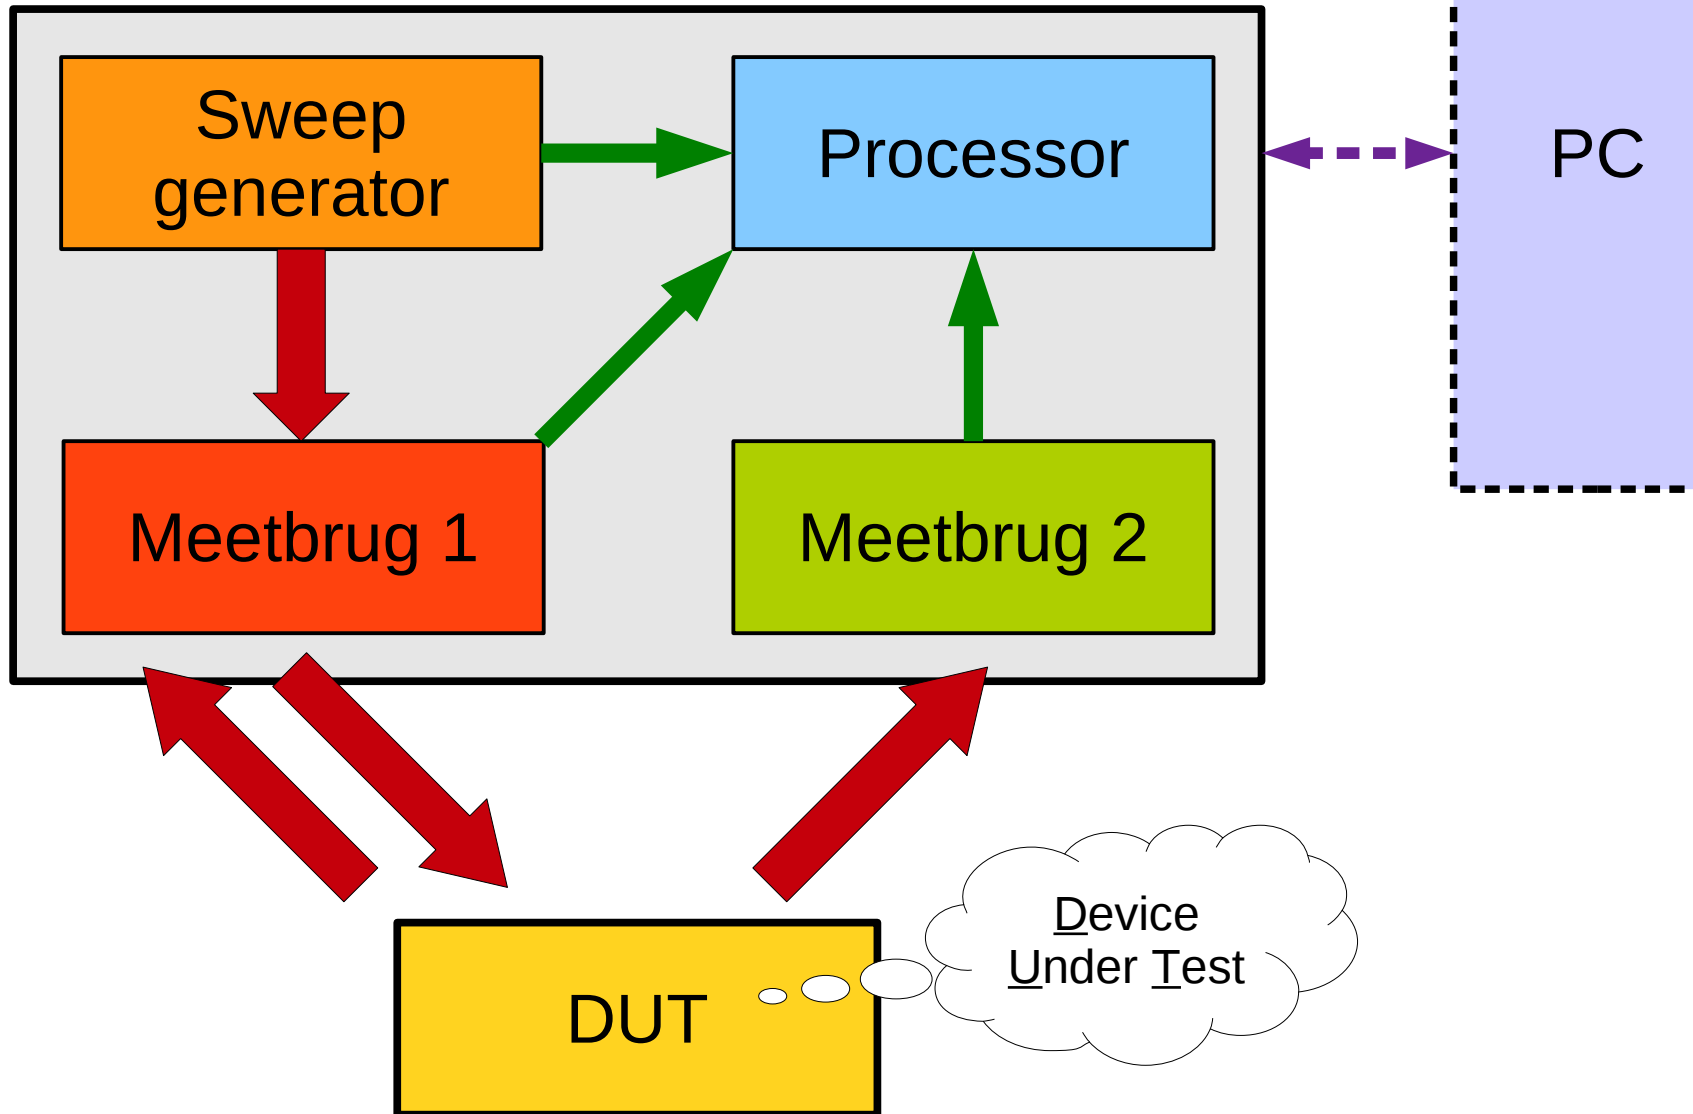 Sweep
generator
Processor
PC
Meetbrug 1
Meetbrug 2
Device
Under Test
DUT